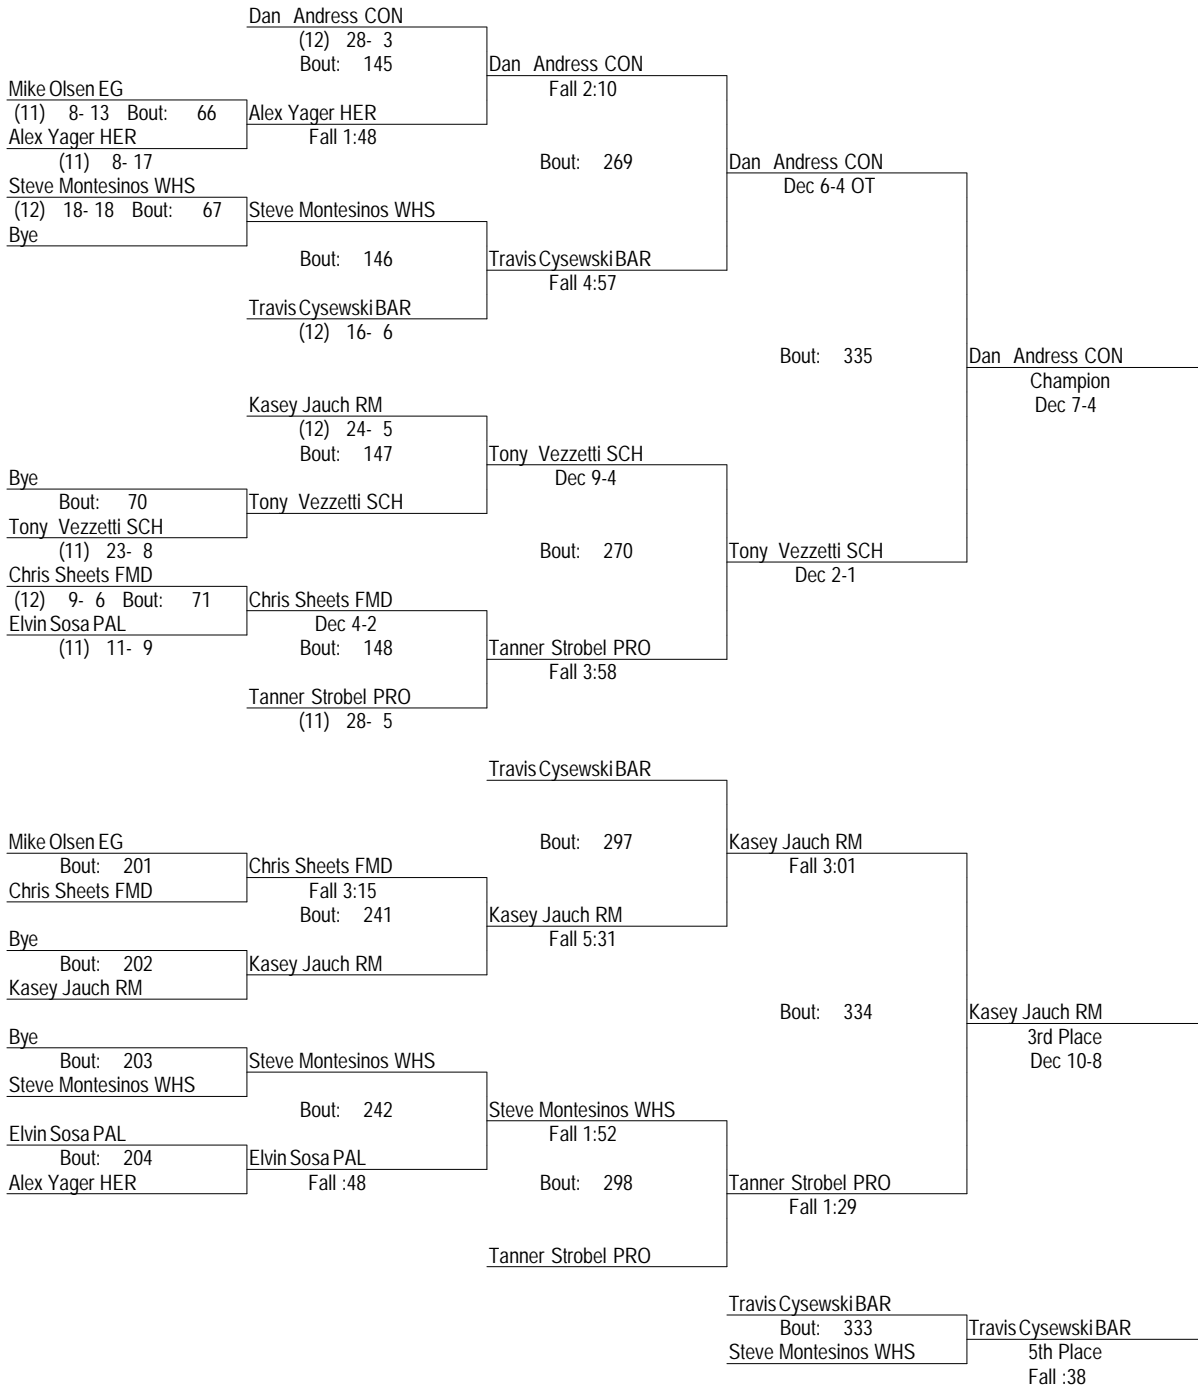 Dan Andress CON
(12) 28- 3
Bout: 145
Dan Andress CON
Fall 2:10
Mike Olsen EG
(11) 8- 13 Bout: 66
Alex Yager HER
Fall 1:48
Alex Yager HER
(11) 8- 17
Bout: 269
Dan Andress CON
Dec 6-4 OT
Steve Montesinos WHS
(12) 18- 18 Bout: 67
Steve Montesinos WHS
Bye
Bout: 146
Travis Cysewski BAR
Fall 4:57
Travis Cysewski BAR
(12) 16- 6
Bout: 335
Dan Andress CON
Champion
Dec 7-4
Kasey Jauch RM
(12) 24- 5
Bout: 147
Tony Vezzetti SCH
Dec 9-4
Bye
Bout: 70
Tony Vezzetti SCH
Tony Vezzetti SCH
(11) 23- 8
Bout: 270
Tony Vezzetti SCH
Dec 2-1
Chris Sheets FMD
(12) 9- 6 Bout: 71
Chris Sheets FMD
Dec 4-2
Elvin Sosa PAL
(11) 11- 9
Bout: 148
Tanner Strobel PRO
Fall 3:58
Tanner Strobel PRO
(11) 28- 5
Travis Cysewski BAR
Mike Olsen EG
Bout: 201
Chris Sheets FMD
Bout: 297
Kasey Jauch RM
Fall 3:01
Chris Sheets FMD
Fall 3:15
Bout: 241
Kasey Jauch RM
Fall 5:31
Bye
Bout: 202
Kasey Jauch RM
Kasey Jauch RM
Bout: 334
Kasey Jauch RM
3rd Place
Dec 10-8
Bye
Bout: 203
Steve Montesinos WHS
Steve Montesinos WHS
Bout: 242
Steve Montesinos WHS
Fall 1:52
Elvin Sosa PAL
Bout: 204
Elvin Sosa PAL
Fall :48
Alex Yager HER
Bout: 298
Tanner Strobel PRO
Fall 1:29
Tanner Strobel PRO
Travis Cysewski BAR
Bout: 333
Travis Cysewski BAR
Steve Montesinos WHS
5th Place
Fall :38